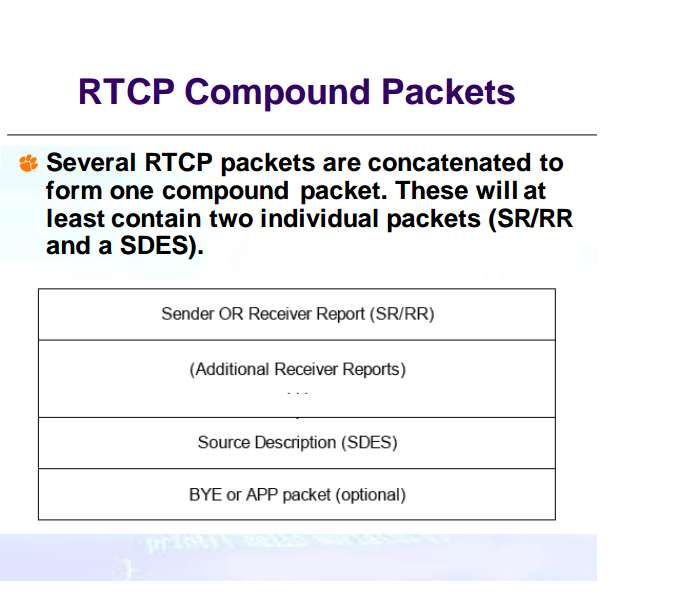 RTCP Compound Packets
Several RTCP packets are concatenated to
form one compound packet. These will at
least contain two individual packets (SR/RR
and a SDES).
Sender OR Receiver Report (SR/RR)
(Additional Receiver Reports)
. . .
Source Description (SDES)
BYE or APP packet (optional)